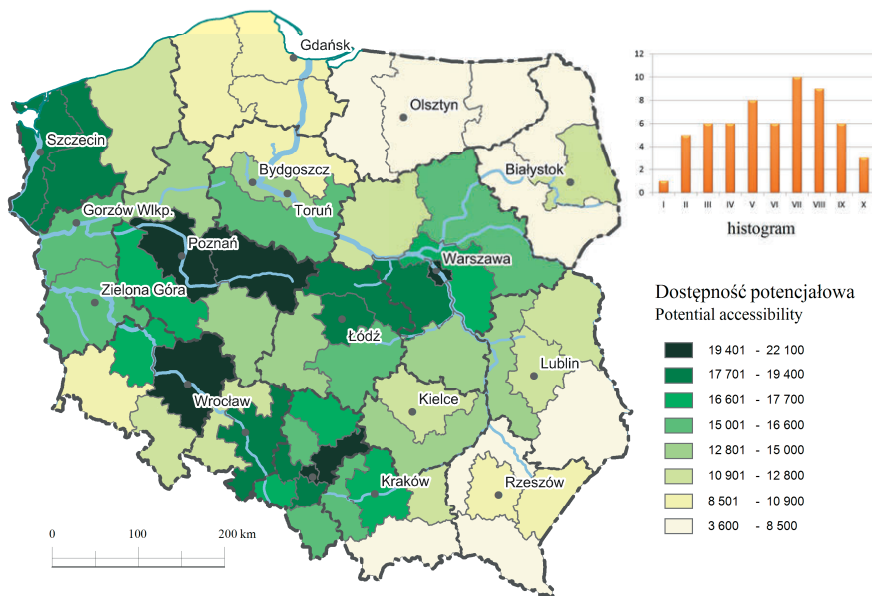 Gdańsk
Olsztyn
Szczecin
Białystok
Bydgoszcz
Toruń
Gorzów Wlkp.
Poznań
Warszawa
Zielona Góra
Łódź
Lublin
Wrocław
Kielce
Kraków
Rzeszów
0 100 200 km
12
10
8
6
4
2
0
I II III IV V VI VII VIII IX X
histogram
Dostępność potencjałowa
Potential accessibility
19 401 - 22 100
17 701 - 19 400
16 601 - 17 700
15 001 - 16 600
12 801 - 15 000
10 901 - 12 800
8 501 - 10 900
3 600 - 8 500